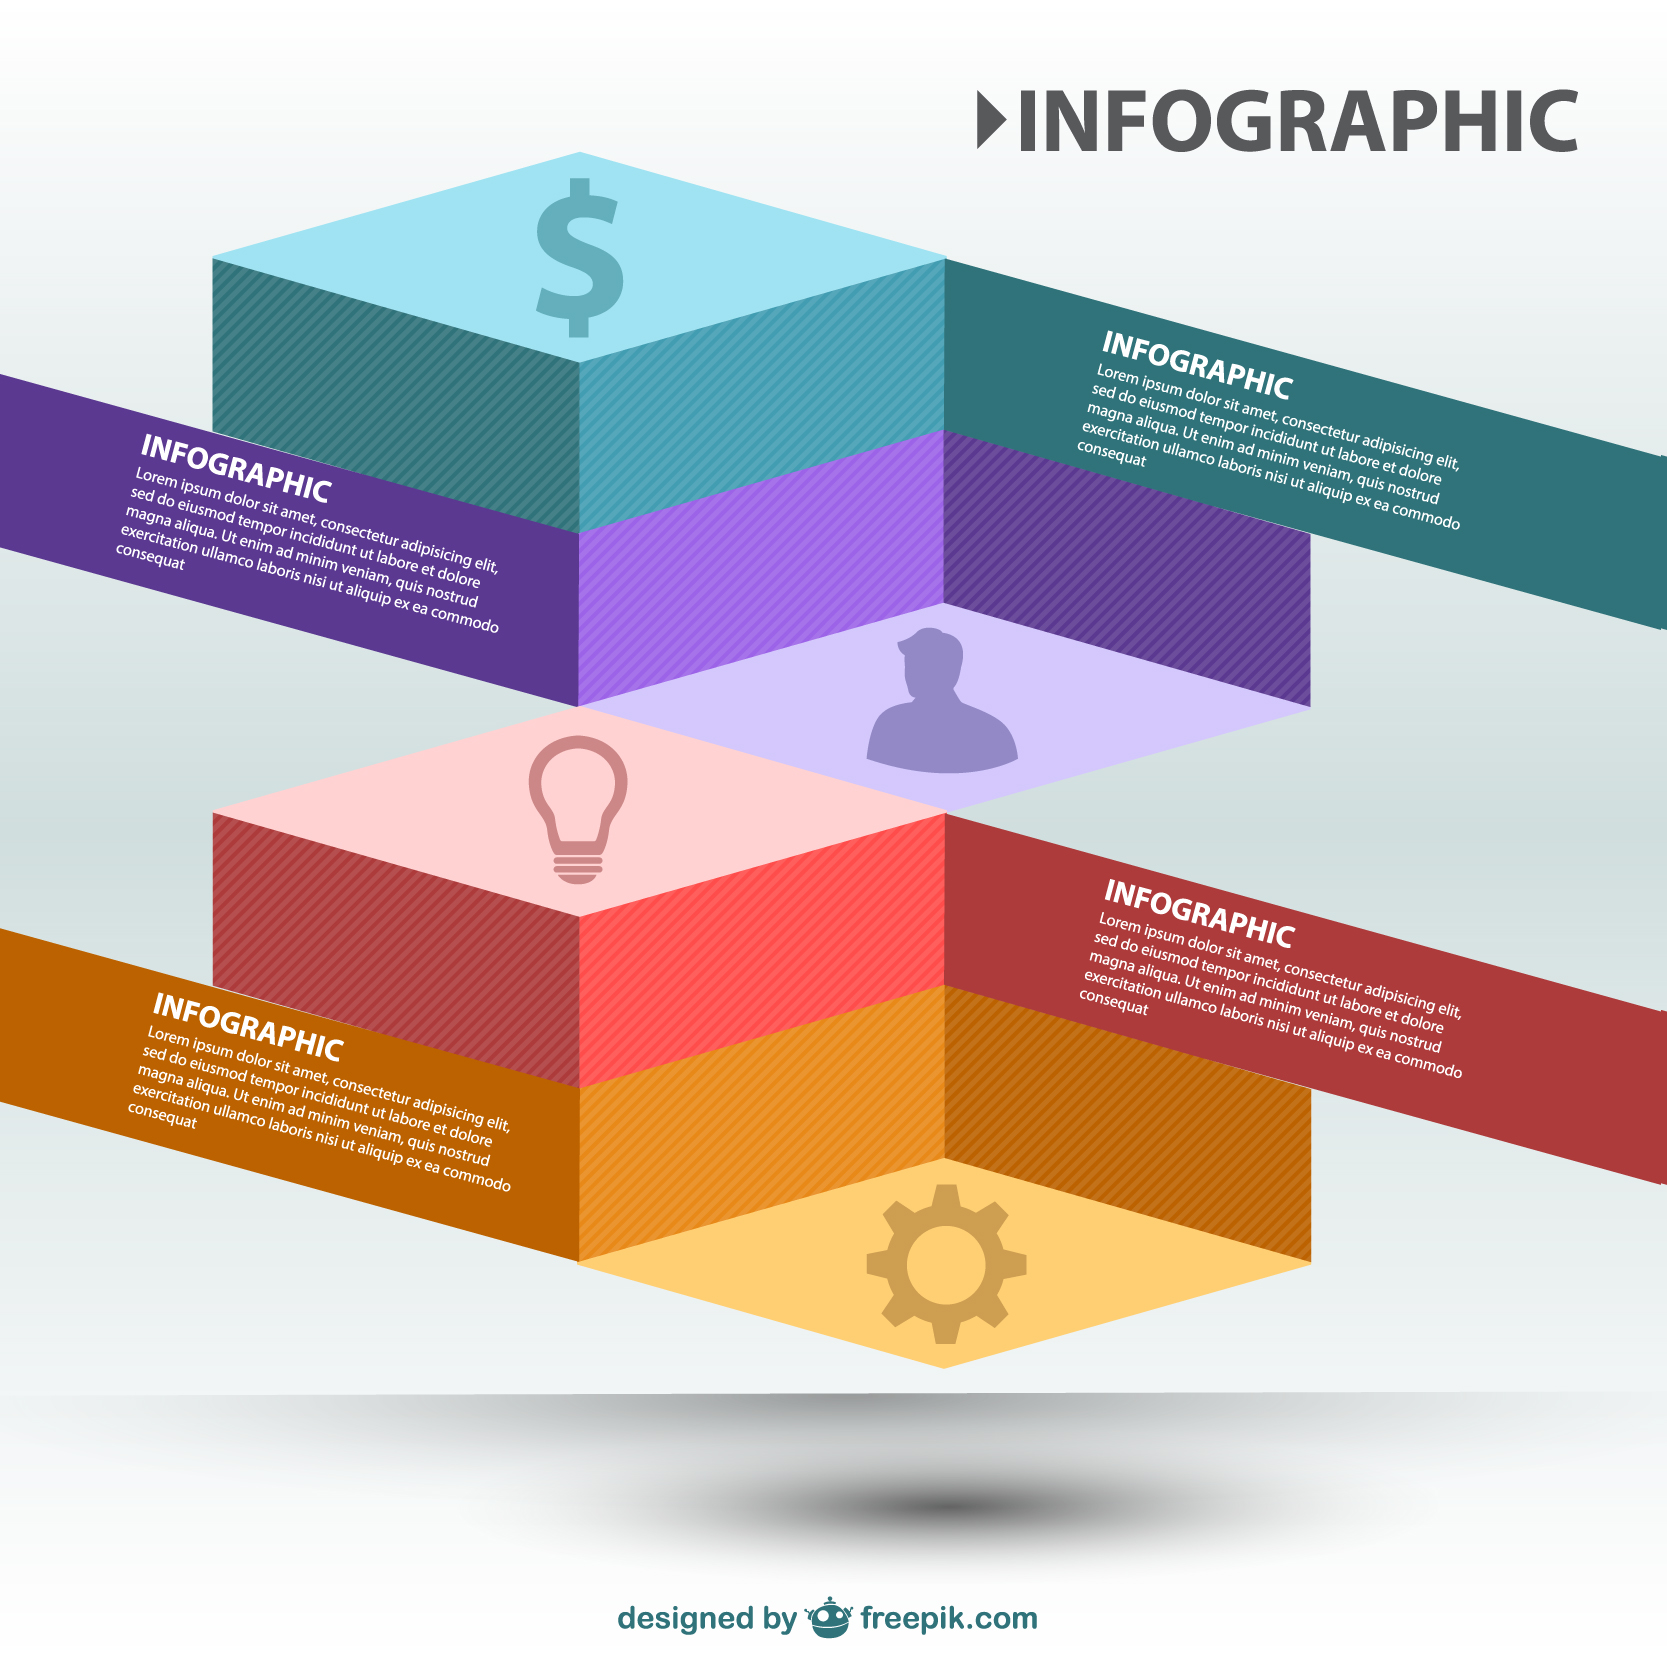 INFOGRAPHIC
INFOGRAPHIC
Lorem ipsum dolor sit amet, consectetur adipisicing elit,
sed do eiusmod tempor incididunt ut labore et dolore
magna aliqua. Ut enim ad minim veniam, quis nostrud
exercitation ullamco laboris nisi ut aliquip ex ea commodo
consequat
INFOGRAPHIC
Lorem ipsum dolor sit amet, consectetur adipisicing elit,
sed do eiusmod tempor incididunt ut labore et dolore
magna aliqua. Ut enim ad minim veniam, quis nostrud
exercitation ullamco laboris nisi ut aliquip ex ea commodo
consequat
INFOGRAPHIC
Lorem ipsum dolor sit amet, consectetur adipisicing elit,
sed do eiusmod tempor incididunt ut labore et dolore
magna aliqua. Ut enim ad minim veniam, quis nostrud
exercitation ullamco laboris nisi ut aliquip ex ea commodo
consequat
INFOGRAPHIC
Lorem ipsum dolor sit amet, consectetur adipisicing elit,
sed do eiusmod tempor incididunt ut labore et dolore
magna aliqua. Ut enim ad minim veniam, quis nostrud
exercitation ullamco laboris nisi ut aliquip ex ea commodo
consequat
$
designed by freepik.com